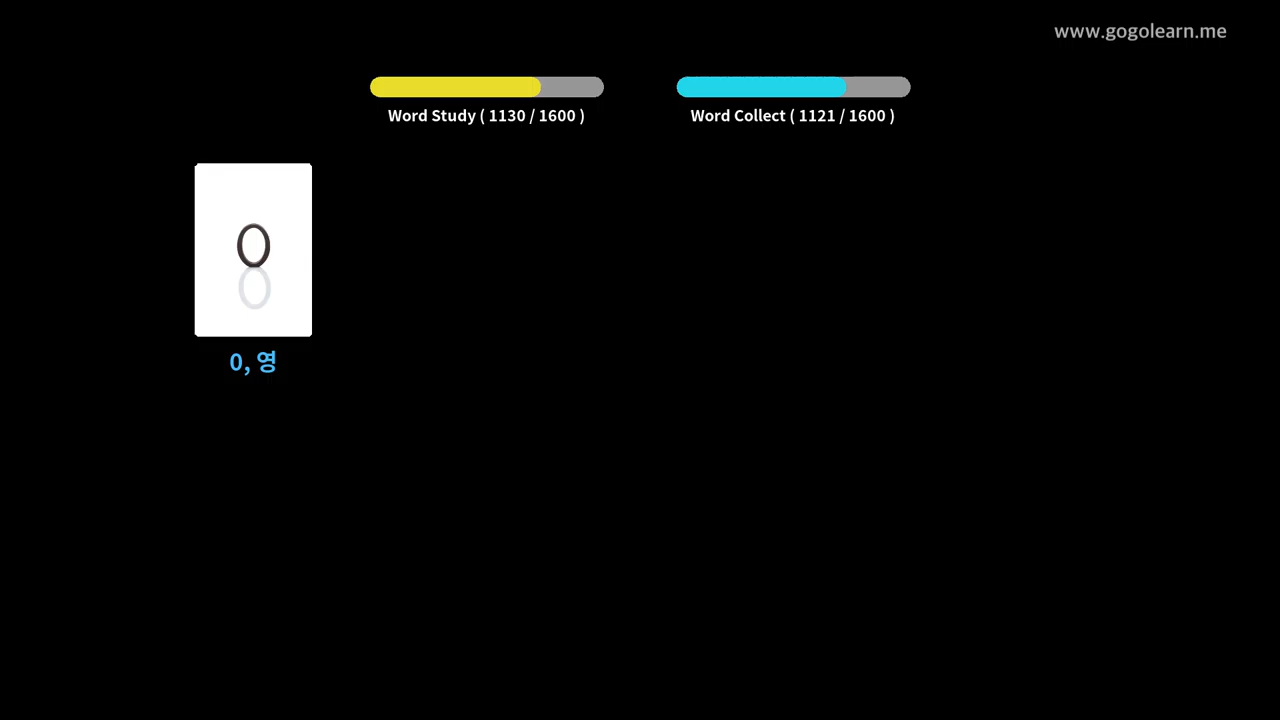 www.gogolearn.me
Word Study ( 1130 / 1600 )
Word Collect ( 1121 / 1600 )
0
0, 영